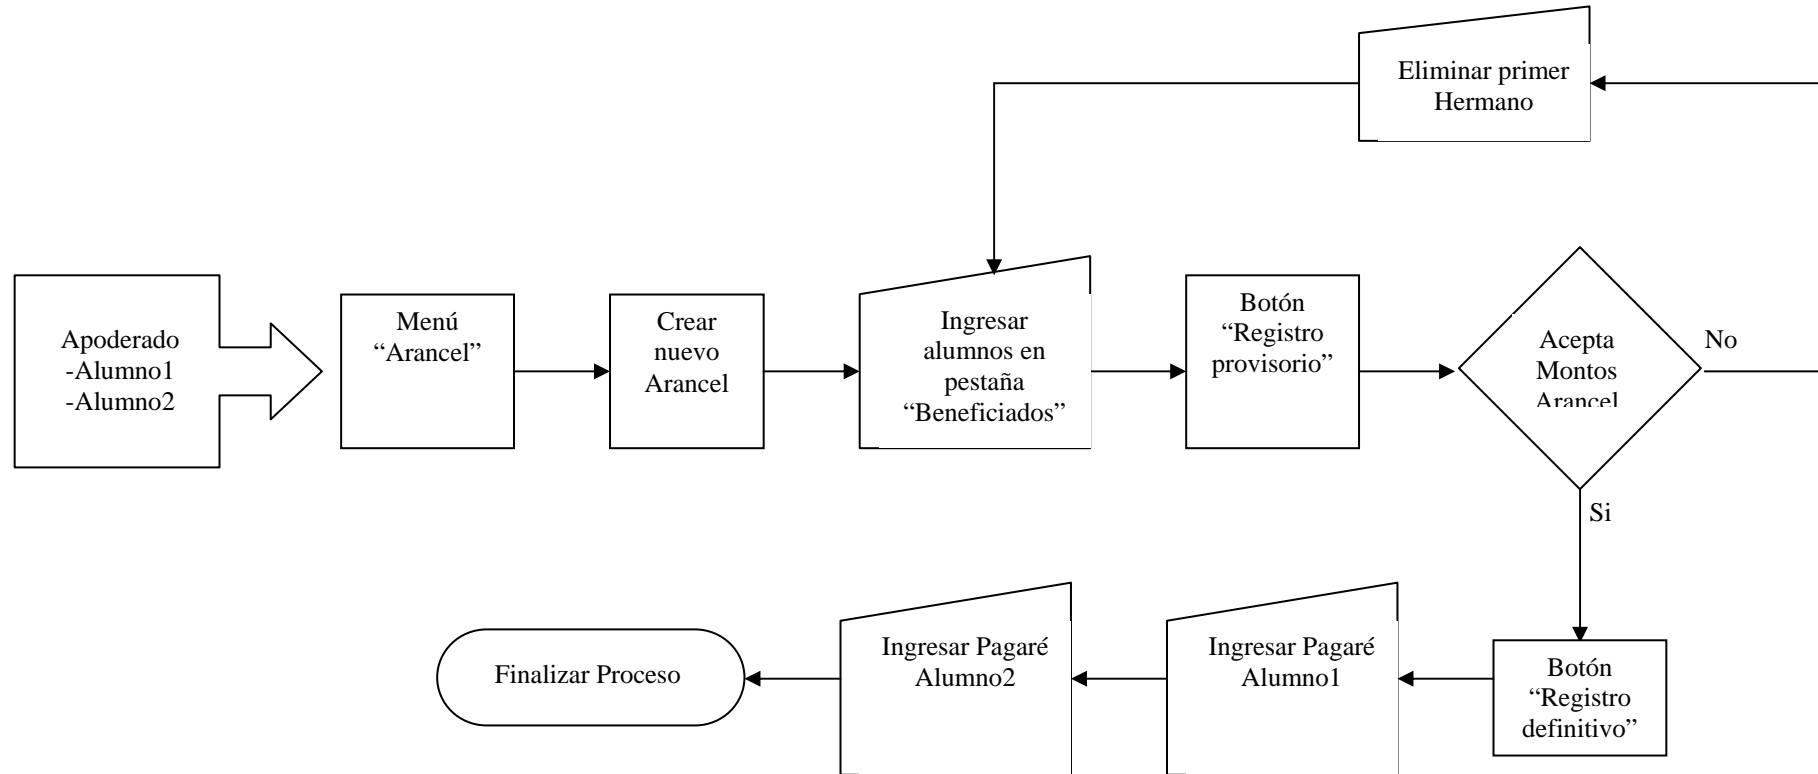 Eliminar primer
Hermano
Apoderado
-Alumno1
-Alumno2
Menú
“Arancel”
Crear
nuevo
Arancel
Ingresar
alumnos en
pestaña
“Beneficiados”
Botón
“Registro
provisorio”
Acepta
Montos
Arancel
No
Si
Finalizar Proceso
Ingresar Pagaré
Alumno2
Ingresar Pagaré
Alumno1
Botón
“Registro
definitivo”